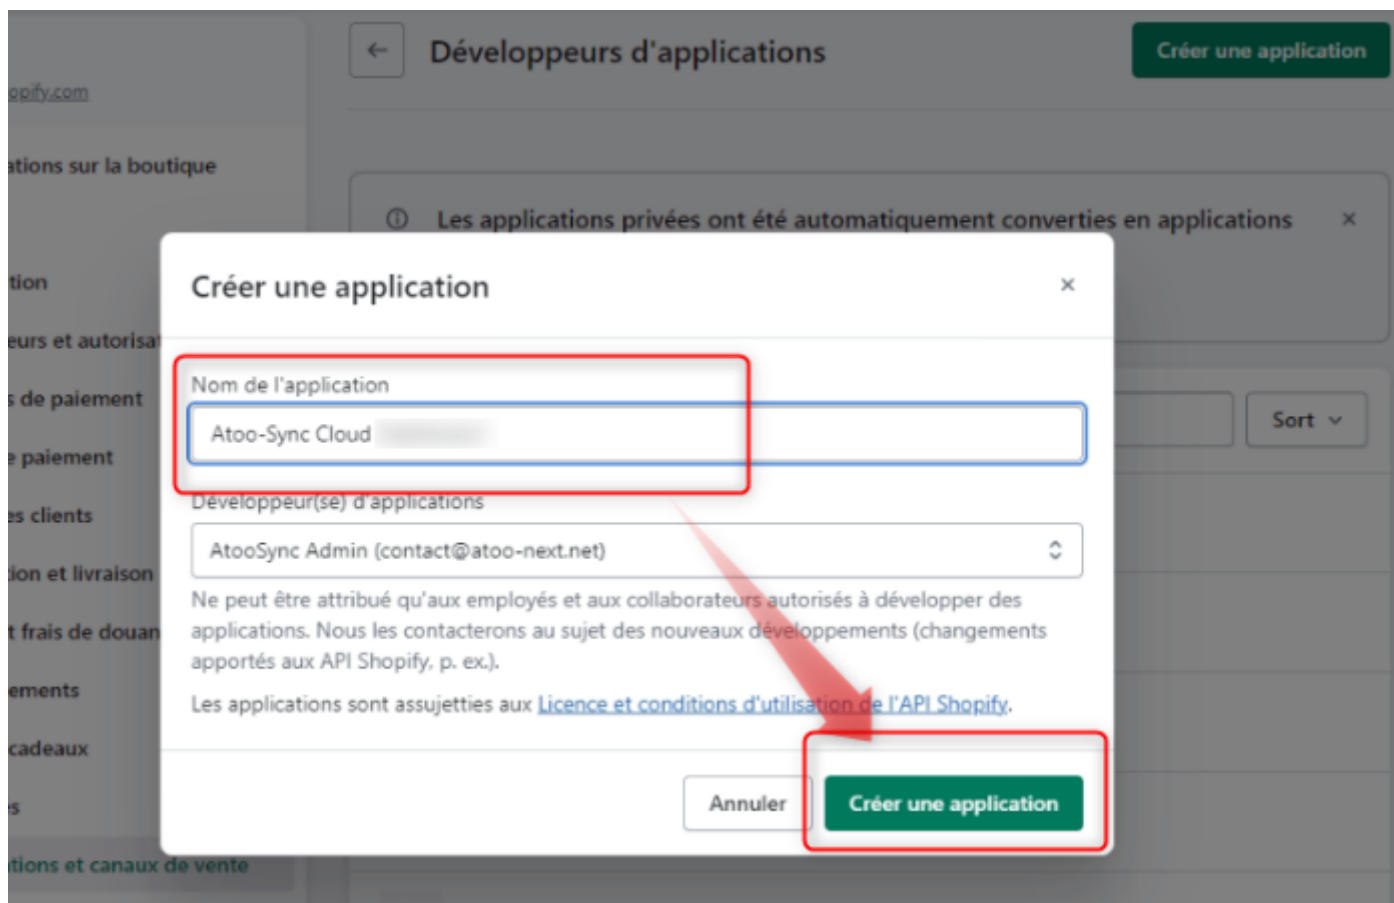 Développeurs d'applications
Créer une application
opify.com
ations sur la boutique
Les applications privées ont été automatiquement converties en applications
tion
eurs et autorisat
s de paiement
e paiement
es clients
tion et livraison
t frais de douan
ements
cadeaux
es
ations et canaux de vente
Sort
Créer une application
Nom de l'application
Atoo-Sync Cloud
Développeur(se) d'applications
AtooSync Admin (contact@atoo-next.net)
Ne peut être attribué qu'aux employés et aux collaborateurs autorisés à développer des
applications. Nous les contacterons au sujet des nouveaux développements (changements
apportés aux API Shopify, p. ex.).
Les applications sont assujetties aux Licence et conditions d'utilisation de l'API Shopify.
Annuler
Créer une application